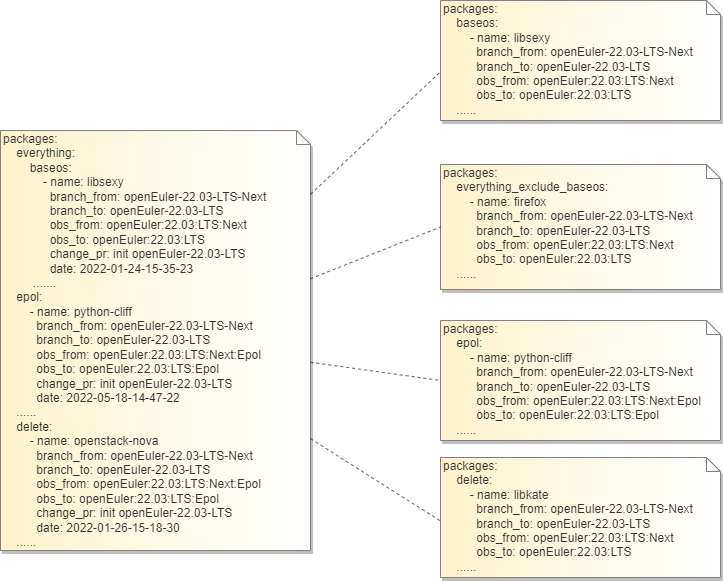 packages:
everything:
baseos:
- name: libsexy
branch_from: openEuler-22.03-LTS-Next
branch_to: openEuler-22.03-LTS
obs_from: openEuler:22.03:LTS:Next
obs_to: openEuler:22.03:LTS
change_pr: init openEuler-22.03-LTS
date: 2022-01-24-15-35-23
.......
epol:
- name: python-cliff
branch_from: openEuler-22.03-LTS-Next
branch_to: openEuler-22.03-LTS
obs_from: openEuler:22.03:LTS:Next:Epol
obs_to: openEuler:22.03:LTS:Epol
change_pr: init openEuler-22.03-LTS
date: 2022-05-18-14-47-22
......
delete:
- name: openstack-nova
branch_from: openEuler-22.03-LTS-Next
branch_to: openEuler-22.03-LTS
obs_from: openEuler:22.03:LTS:Next:Epol
obs_to: openEuler:22.03:LTS:Epol
change_pr: init openEuler-22.03-LTS
date: 2022-01-26-15-18-30
......
packages:
baseos:
- name: libsexy
branch_from: openEuler-22.03-LTS-Next
branch_to: openEuler-22.03-LTS
obs_from: openEuler:22.03:LTS:Next
obs_to: openEuler:22.03:LTS
......
packages:
everything_exclude_baseos:
- name: firefox
branch_from: openEuler-22.03-LTS-Next
branch_to: openEuler-22.03-LTS
obs_from: openEuler:22.03:LTS:Next
obs_to: openEuler:22.03:LTS
......
packages:
epol:
- name: python-cliff
branch_from: openEuler-22.03-LTS-Next
branch_to: openEuler-22.03-LTS
obs_from: openEuler:22.03:LTS:Next:Epol
obs_to: openEuler:22.03:LTS:Epol
......
packages:
delete:
- name: libkate
branch_from: openEuler-22.03-LTS-Next
branch_to: openEuler-22.03-LTS
obs_from: openEuler:22.03:LTS:Next
obs_to: openEuler:22.03:LTS
......